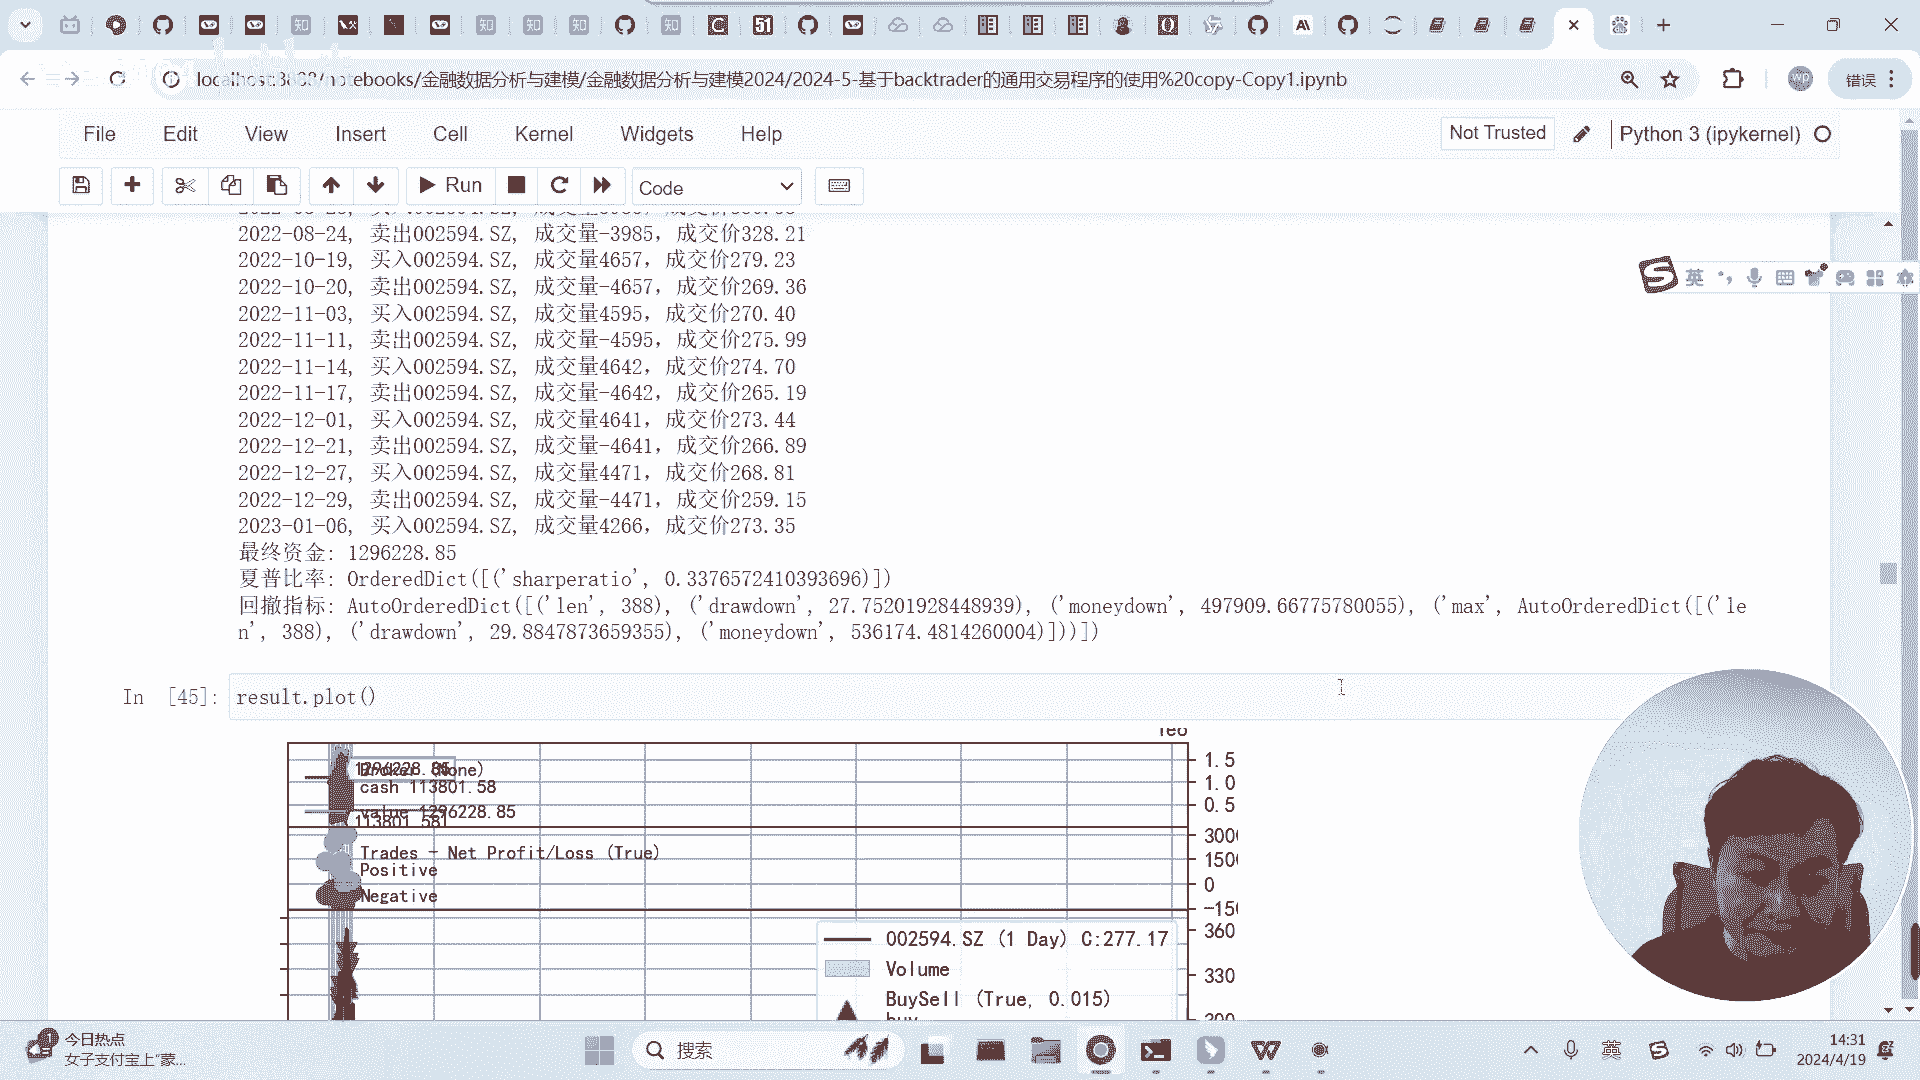 localhost:3888/notebooks/金融数据分析与建模/金融数据分析与建模2024/2024-5-基于backtrader的通用交易程序的使用%20copy-Copy1.ipynb
wp
错误
File Edit View Insert Cell Kernel Widgets Help
Not Trusted
Python 3 (ipykernel)
Run
Code
英
2022-08-24, 卖出002594.SZ, 成交量-3985，成交价328.21
2022-10-19, 买入002594.SZ, 成交量4657，成交价279.23
2022-10-20, 卖出002594.SZ, 成交量-4657，成交价269.36
2022-11-03, 买入002594.SZ, 成交量4595，成交价270.40
2022-11-11, 卖出002594.SZ, 成交量-4595，成交价275.99
2022-11-14, 买入002594.SZ, 成交量4642，成交价274.70
2022-11-17, 卖出002594.SZ, 成交量-4642，成交价265.19
2022-12-01, 买入002594.SZ, 成交量4641，成交价273.44
2022-12-21, 卖出002594.SZ, 成交量-4641，成交价266.89
2022-12-27, 买入002594.SZ, 成交量4471，成交价268.81
2022-12-29, 卖出002594.SZ, 成交量-4471，成交价259.15
2023-01-06, 买入002594.SZ, 成交量4266，成交价273.35
最终资金: 1296228.85
夏普比率: OrderedDict([('sharperatio', 0.3376572410393696)])
回撤指标: AutoOrderedDict([('len', 388), ('drawdown', 27.75201928448939), ('moneydown', 497909.66775780055), ('max', AutoOrderedDict([('le
n', 388), ('drawdown', 29.8847873659355), ('moneydown', 536174.4814260004)]))])
In [45]: result.plot()
1296228.85
Broker (None)
cash 113801.58
value 1296228.85
113801.58
1.5
1.0
0.5
Trades - Net Profit/Loss (True)
Positive
Negative
0
002594.SZ (1 Day) C:277.17
Volume
BuySell (True, 0.015)
buy
360
330
今日热点
女子支付宝上"蒙...
搜索
英
14:31
2024/4/19